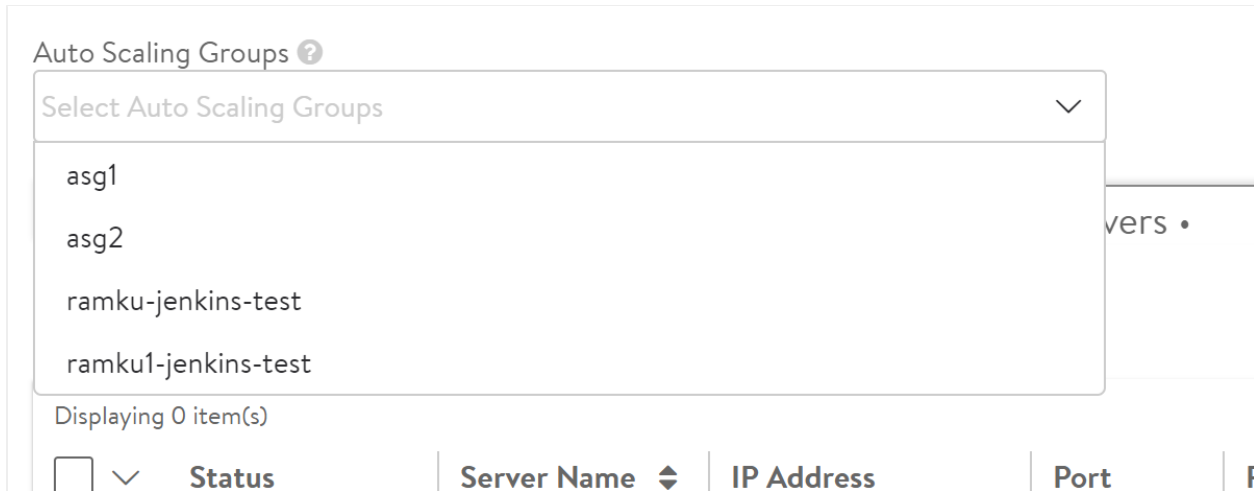 Auto Scaling Groups ?
Select Auto Scaling Groups
asg1
asg2
ramku-jenkins-test
ramku1-jenkins-test
vers •
Displaying 0 item(s)
Status Server Name IP Address Port